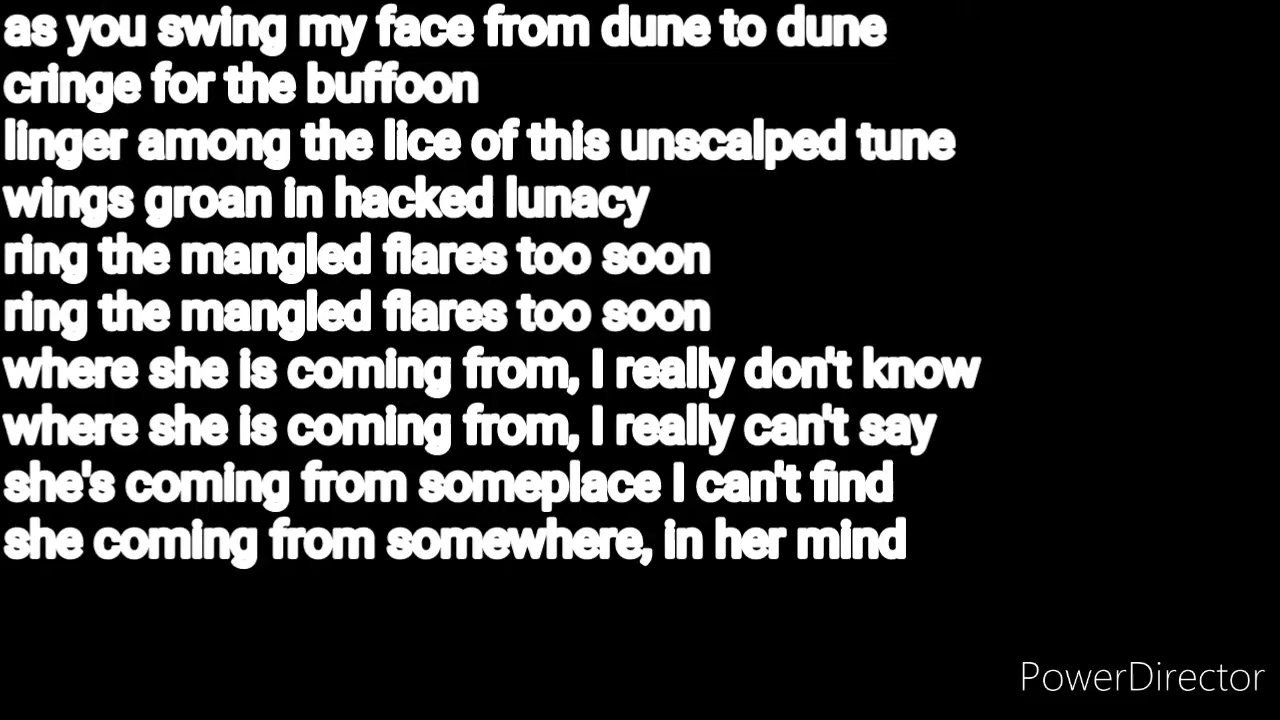 as you swing my face from dune to dune
cringe for the buffoon
linger among the lice of this unscalped tune
wings groan in hacked lunacy
ring the mangled flares too soon
ring the mangled flares too soon
where she is coming from, I really don't know
where she is coming from, I really can't say
she's coming from someplace I can't find
she coming from somewhere, in her mind
PowerDirector